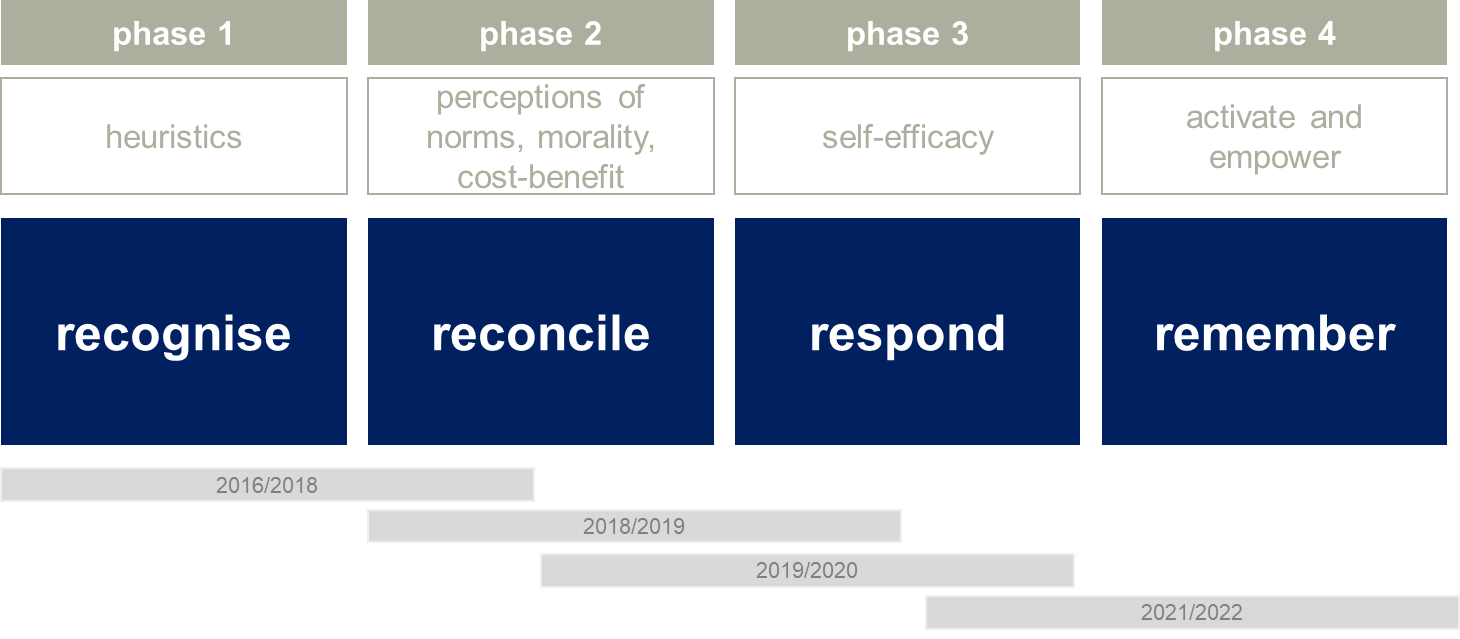 phase 1
phase 2
phase 3
phase 4
heuristics
perceptions of
norms, morality,
cost-benefit
self-efficacy
activate and
empower
recognise
reconcile
respond
remember
2016/2018
2018/2019
2019/2020
2021/2022